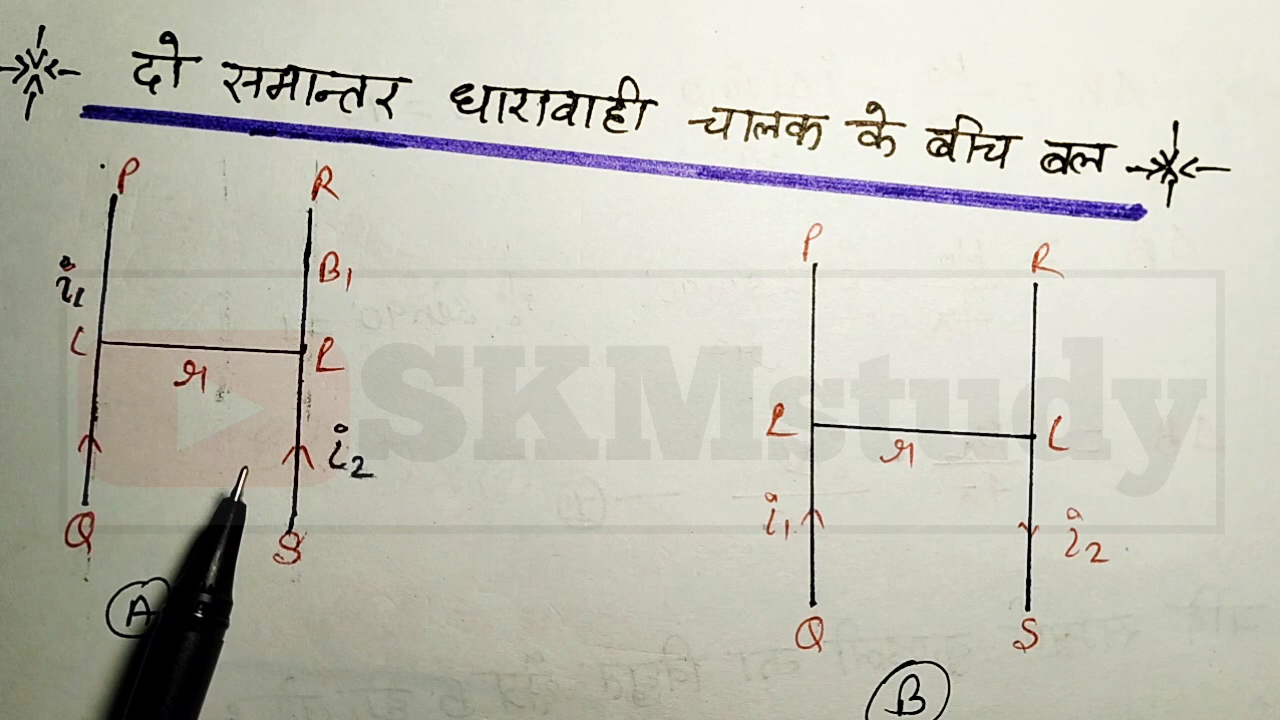 दो समान्तर धारावाही चालक के बीच बल
P R
i1 B1
L L
r
i2
Q S
A
P R
L L
r
i1 i2
Q S
B
SKMstudy